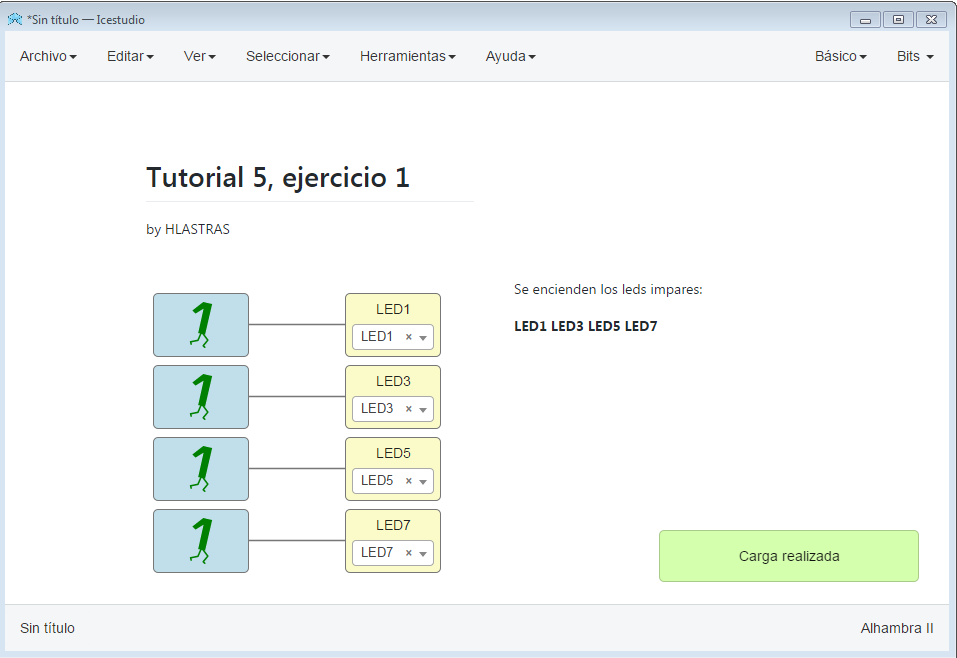 *Sin título — Icestudio
Archivo Editar Ver Seleccionar Herramientas Ayuda Básico Bits
Tutorial 5, ejercicio 1
by HLASTRAS
Se encienden los leds impares:
LED1 LED3 LED5 LED7
1
LED1
LED1 ×
1
LED3
LED3 ×
1
LED5
LED5 ×
1
LED7
LED7 ×
Carga realizada
Sin título Alhambra II